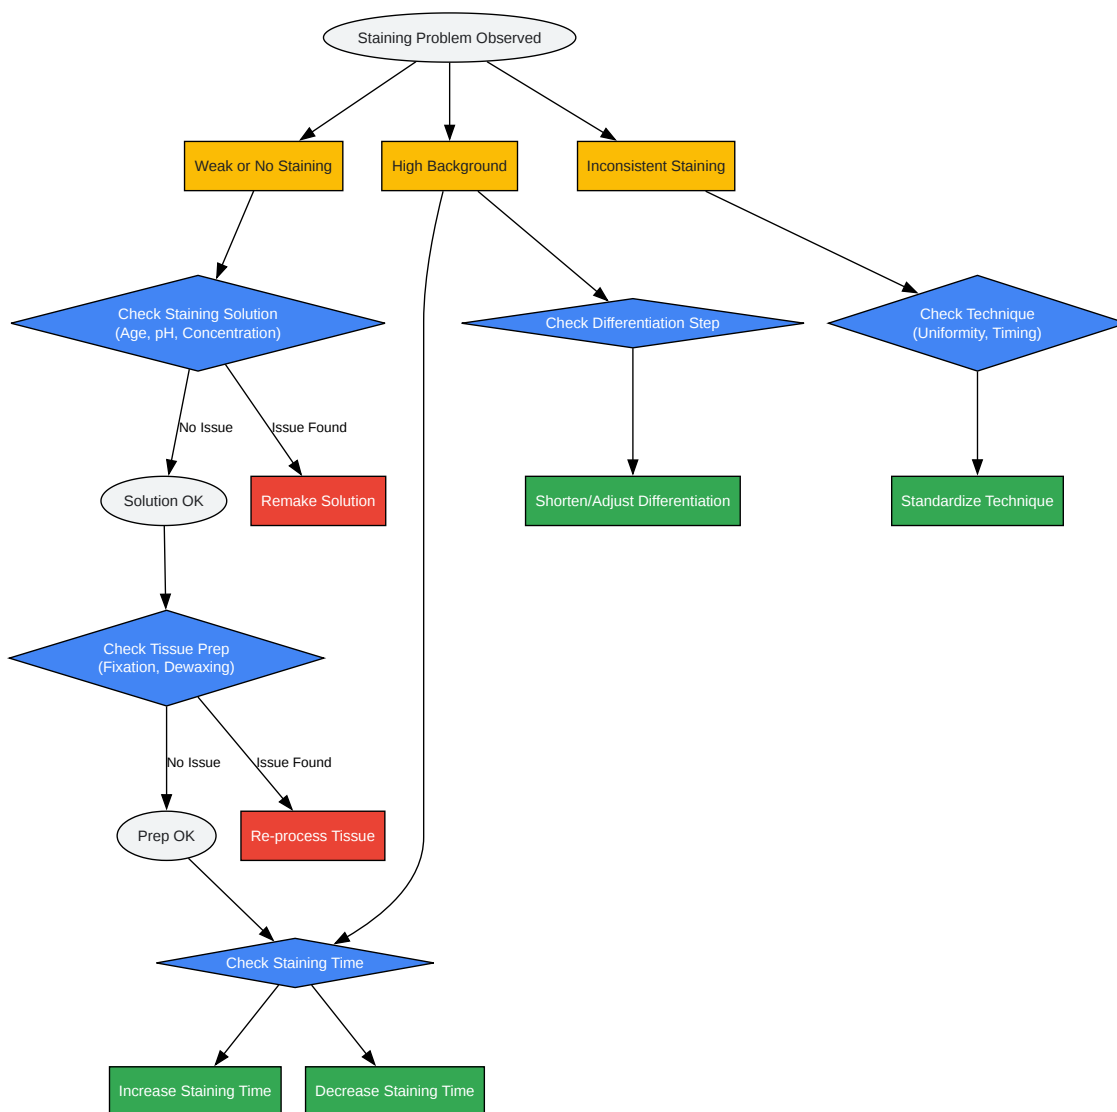 Staining Problem Observed
Weak or No Staining
High Background
Inconsistent Staining
Check Staining Solution
(Age, pH, Concentration)
Check Differentiation Step
Check Technique
(Uniformity, Timing)
No Issue
Issue Found
Solution OK
Remake Solution
Shorten/Adjust Differentiation
Standardize Technique
Check Tissue Prep
(Fixation, Dewaxing)
No Issue
Issue Found
Prep OK
Re-process Tissue
Check Staining Time
Increase Staining Time
Decrease Staining Time